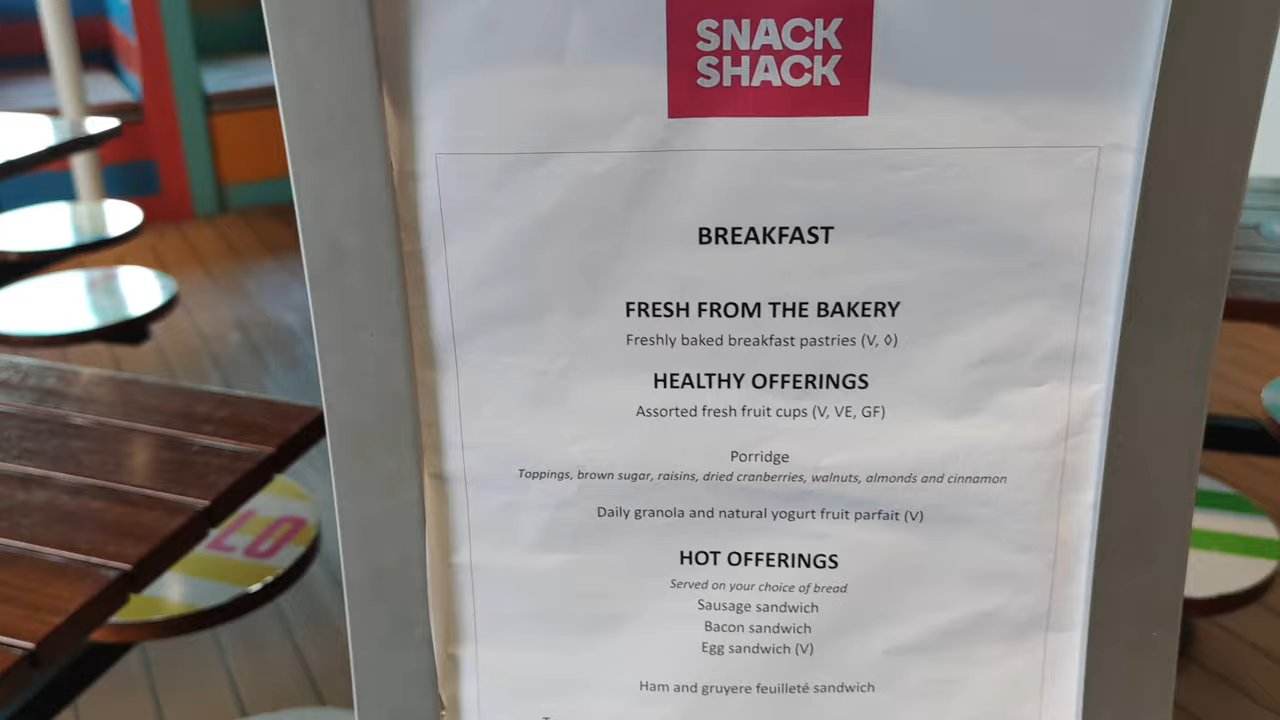 SNACK
SHACK
BREAKFAST
FRESH FROM THE BAKERY
Freshly baked breakfast pastries (V, ◊)
HEALTHY OFFERINGS
Assorted fresh fruit cups (V, VE, GF)
Porridge
Toppings, brown sugar, raisins, dried cranberries, walnuts, almonds and cinnamon
Daily granola and natural yogurt fruit parfait (V)
HOT OFFERINGS
Served on your choice of bread
Sausage sandwich
Bacon sandwich
Egg sandwich (V)
Ham and gruyere feuilleté sandwich
LO